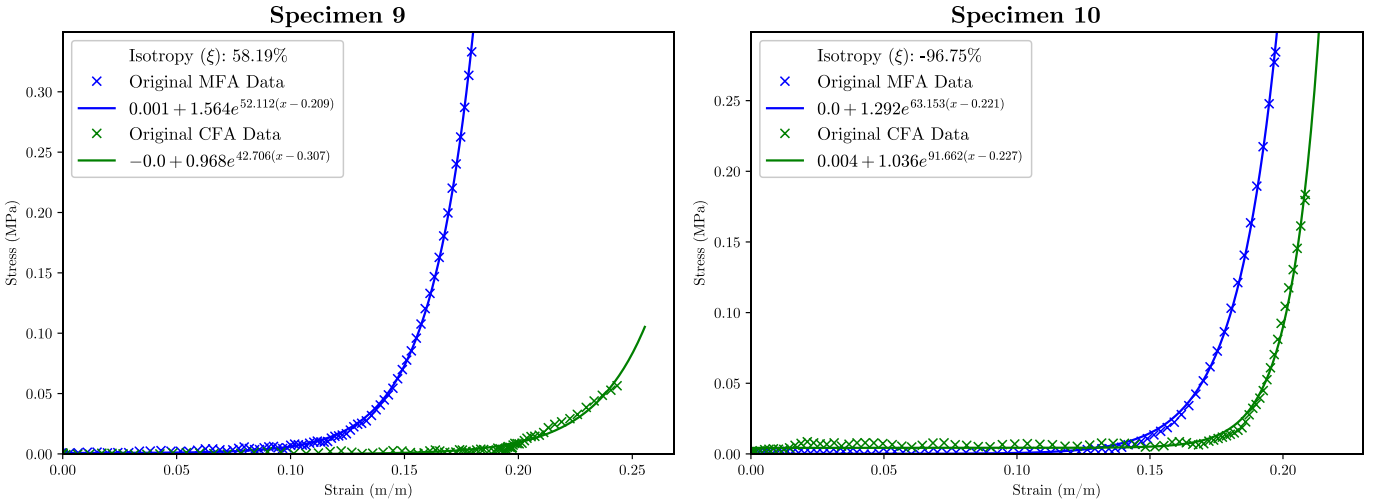 Specimen 9
Isotropy (ξ): 58.19%
Original MFA Data
0.001 + 1.564e^{52.112(x−0.209)}
Original CFA Data
−0.0 + 0.968e^{42.706(x−0.307)}
Stress (MPa)
0.30
0.25
0.20
0.15
0.10
0.05
0.00
0.00 0.05 0.10 0.15 0.20 0.25
Strain (m/m)
Specimen 10
Isotropy (ξ): -96.75%
Original MFA Data
0.0 + 1.292e^{63.153(x−0.221)}
Original CFA Data
0.004 + 1.036e^{91.662(x−0.227)}
Stress (MPa)
0.25
0.20
0.15
0.10
0.05
0.00
0.00 0.05 0.10 0.15 0.20
Strain (m/m)